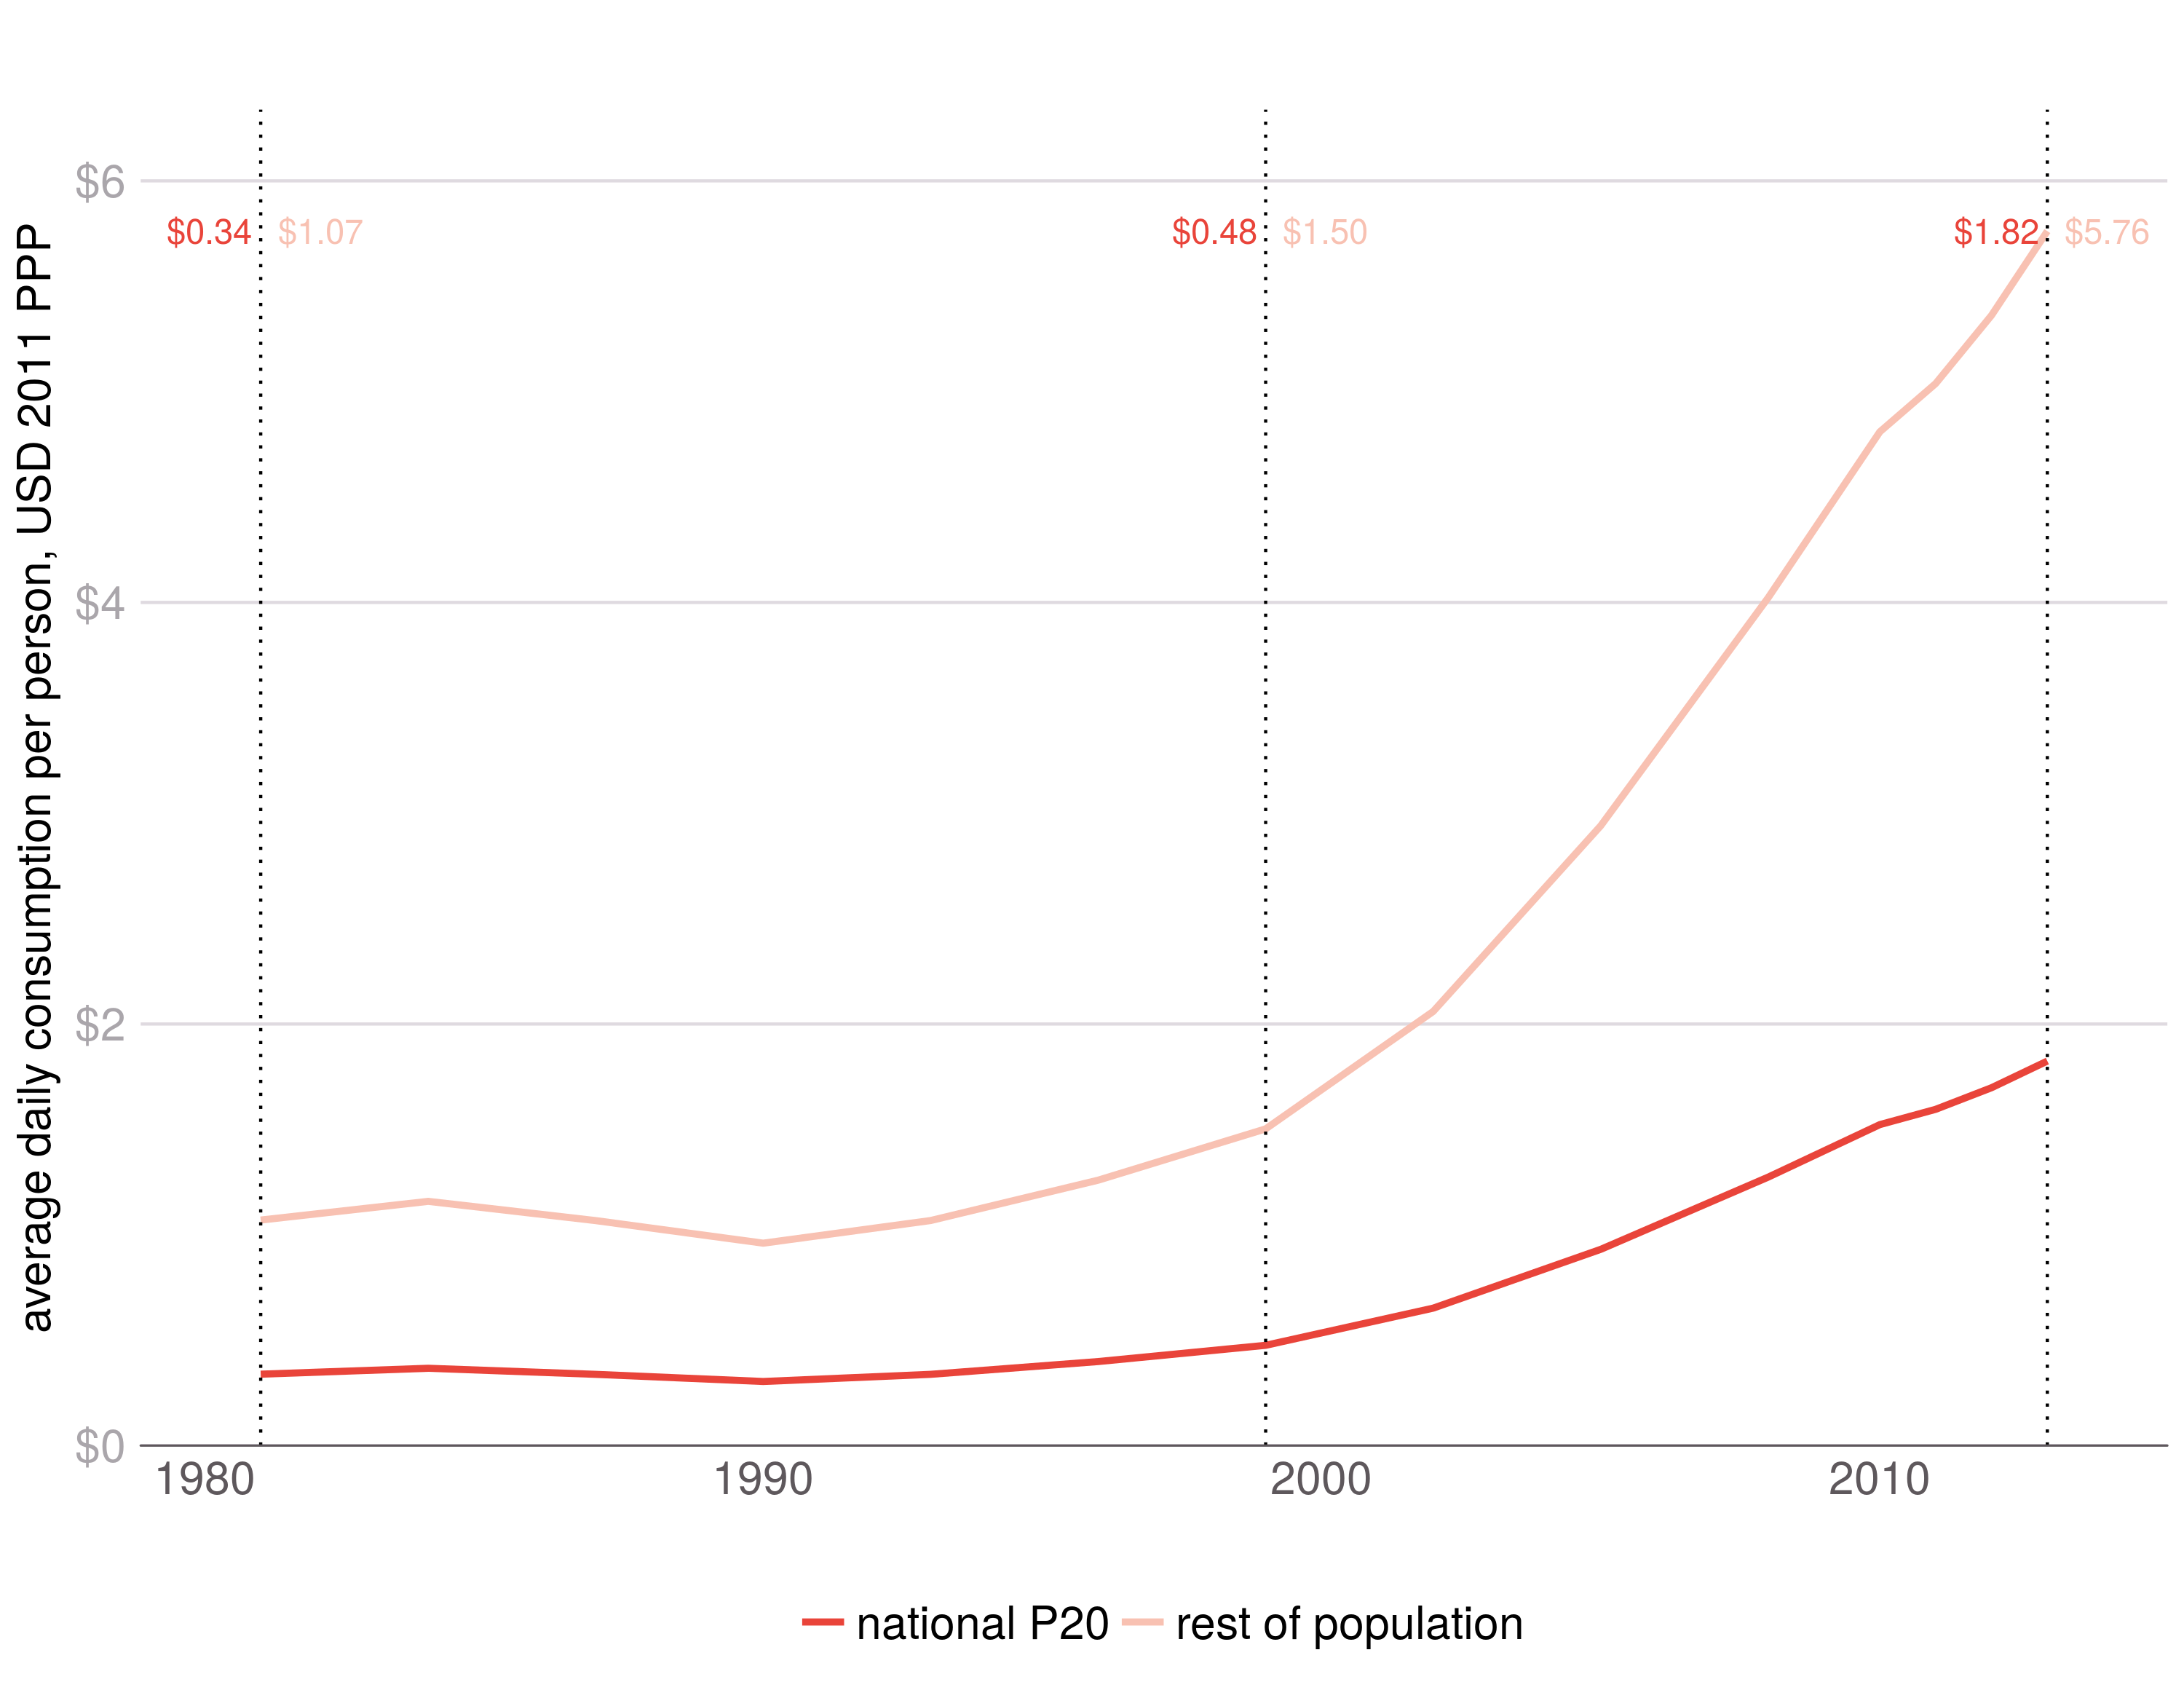 average daily consumption per person, USD 2011 PPP
$6
$0.34 $1.07 $0.48 $1.50 $1.82 $5.76
$4
$2
$0
1980 1990 2000 2010
national P20 rest of population